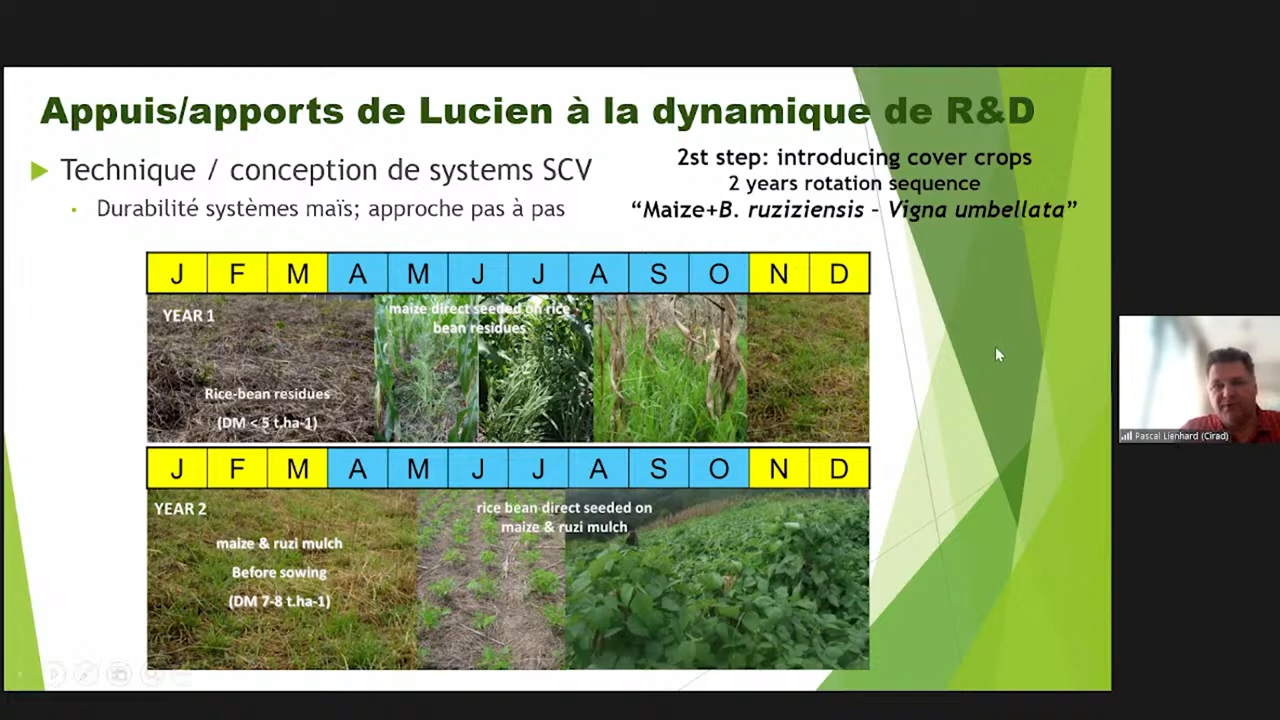 Appuis/apports de Lucien à la dynamique de R&D
Technique / conception de systems SCV
Durabilité systèmes maïs; approche pas à pas
2st step: introducing cover crops
2 years rotation sequence
“Maize+B. ruziziensis – Vigna umbellata”
J F M A M J J A S O N D
YEAR 1
maize direct seeded on rice
bean residues
Rice-bean residues
(DM < 5 t.ha-1)
J F M A M J J A S O N D
YEAR 2
rice bean direct seeded on
maize & ruzi mulch
maize & ruzi mulch
Before sowing
(DM 7-8 t.ha-1)
Pascal Lienhard (Cirad)